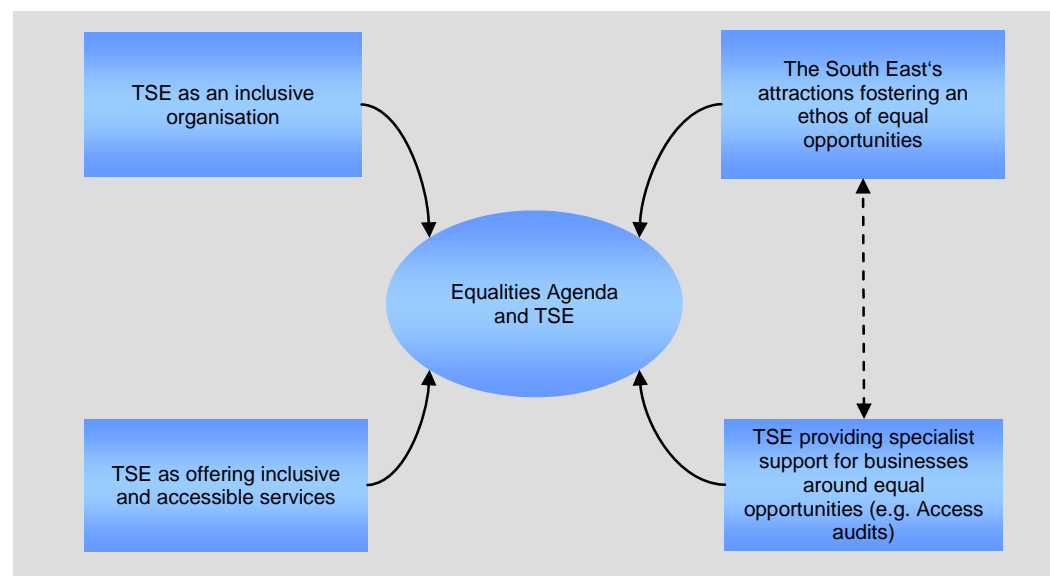 TSE as an inclusive
organisation
The South East‘s
attractions fostering an
ethos of equal
opportunities
Equalities Agenda
and TSE
TSE as offering inclusive
and accessible services
TSE providing specialist
support for businesses
around equal
opportunities (e.g. Access
audits)